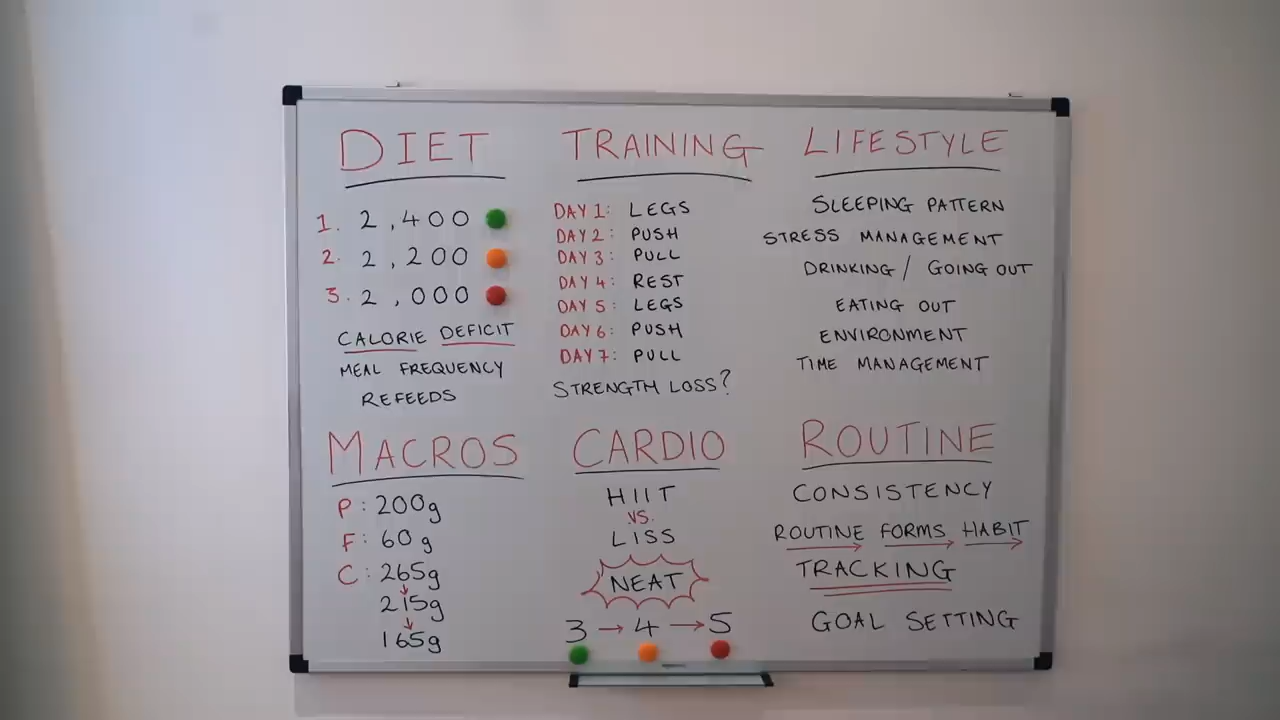 DIET
1. 2,400
2. 2,200
3. 2,000
CALORIE DEFICIT
MEAL FREQUENCY
REFEEDS
TRAINING
DAY 1: LEGS
DAY 2: PUSH
DAY 3: PULL
DAY 4: REST
DAY 5: LEGS
DAY 6: PUSH
DAY 7: PULL
STRENGTH LOSS?
LIFESTYLE
SLEEPING PATTERN
STRESS MANAGEMENT
DRINKING / GOING OUT
EATING OUT
ENVIRONMENT
TIME MANAGEMENT
MACROS
P: 200g
F: 60g
C: 265g
215g
165g
CARDIO
HIIT
VS.
LISS
NEAT
3 → 4 → 5
ROUTINE
CONSISTENCY
ROUTINE FORMS HABIT
TRACKING
GOAL SETTING